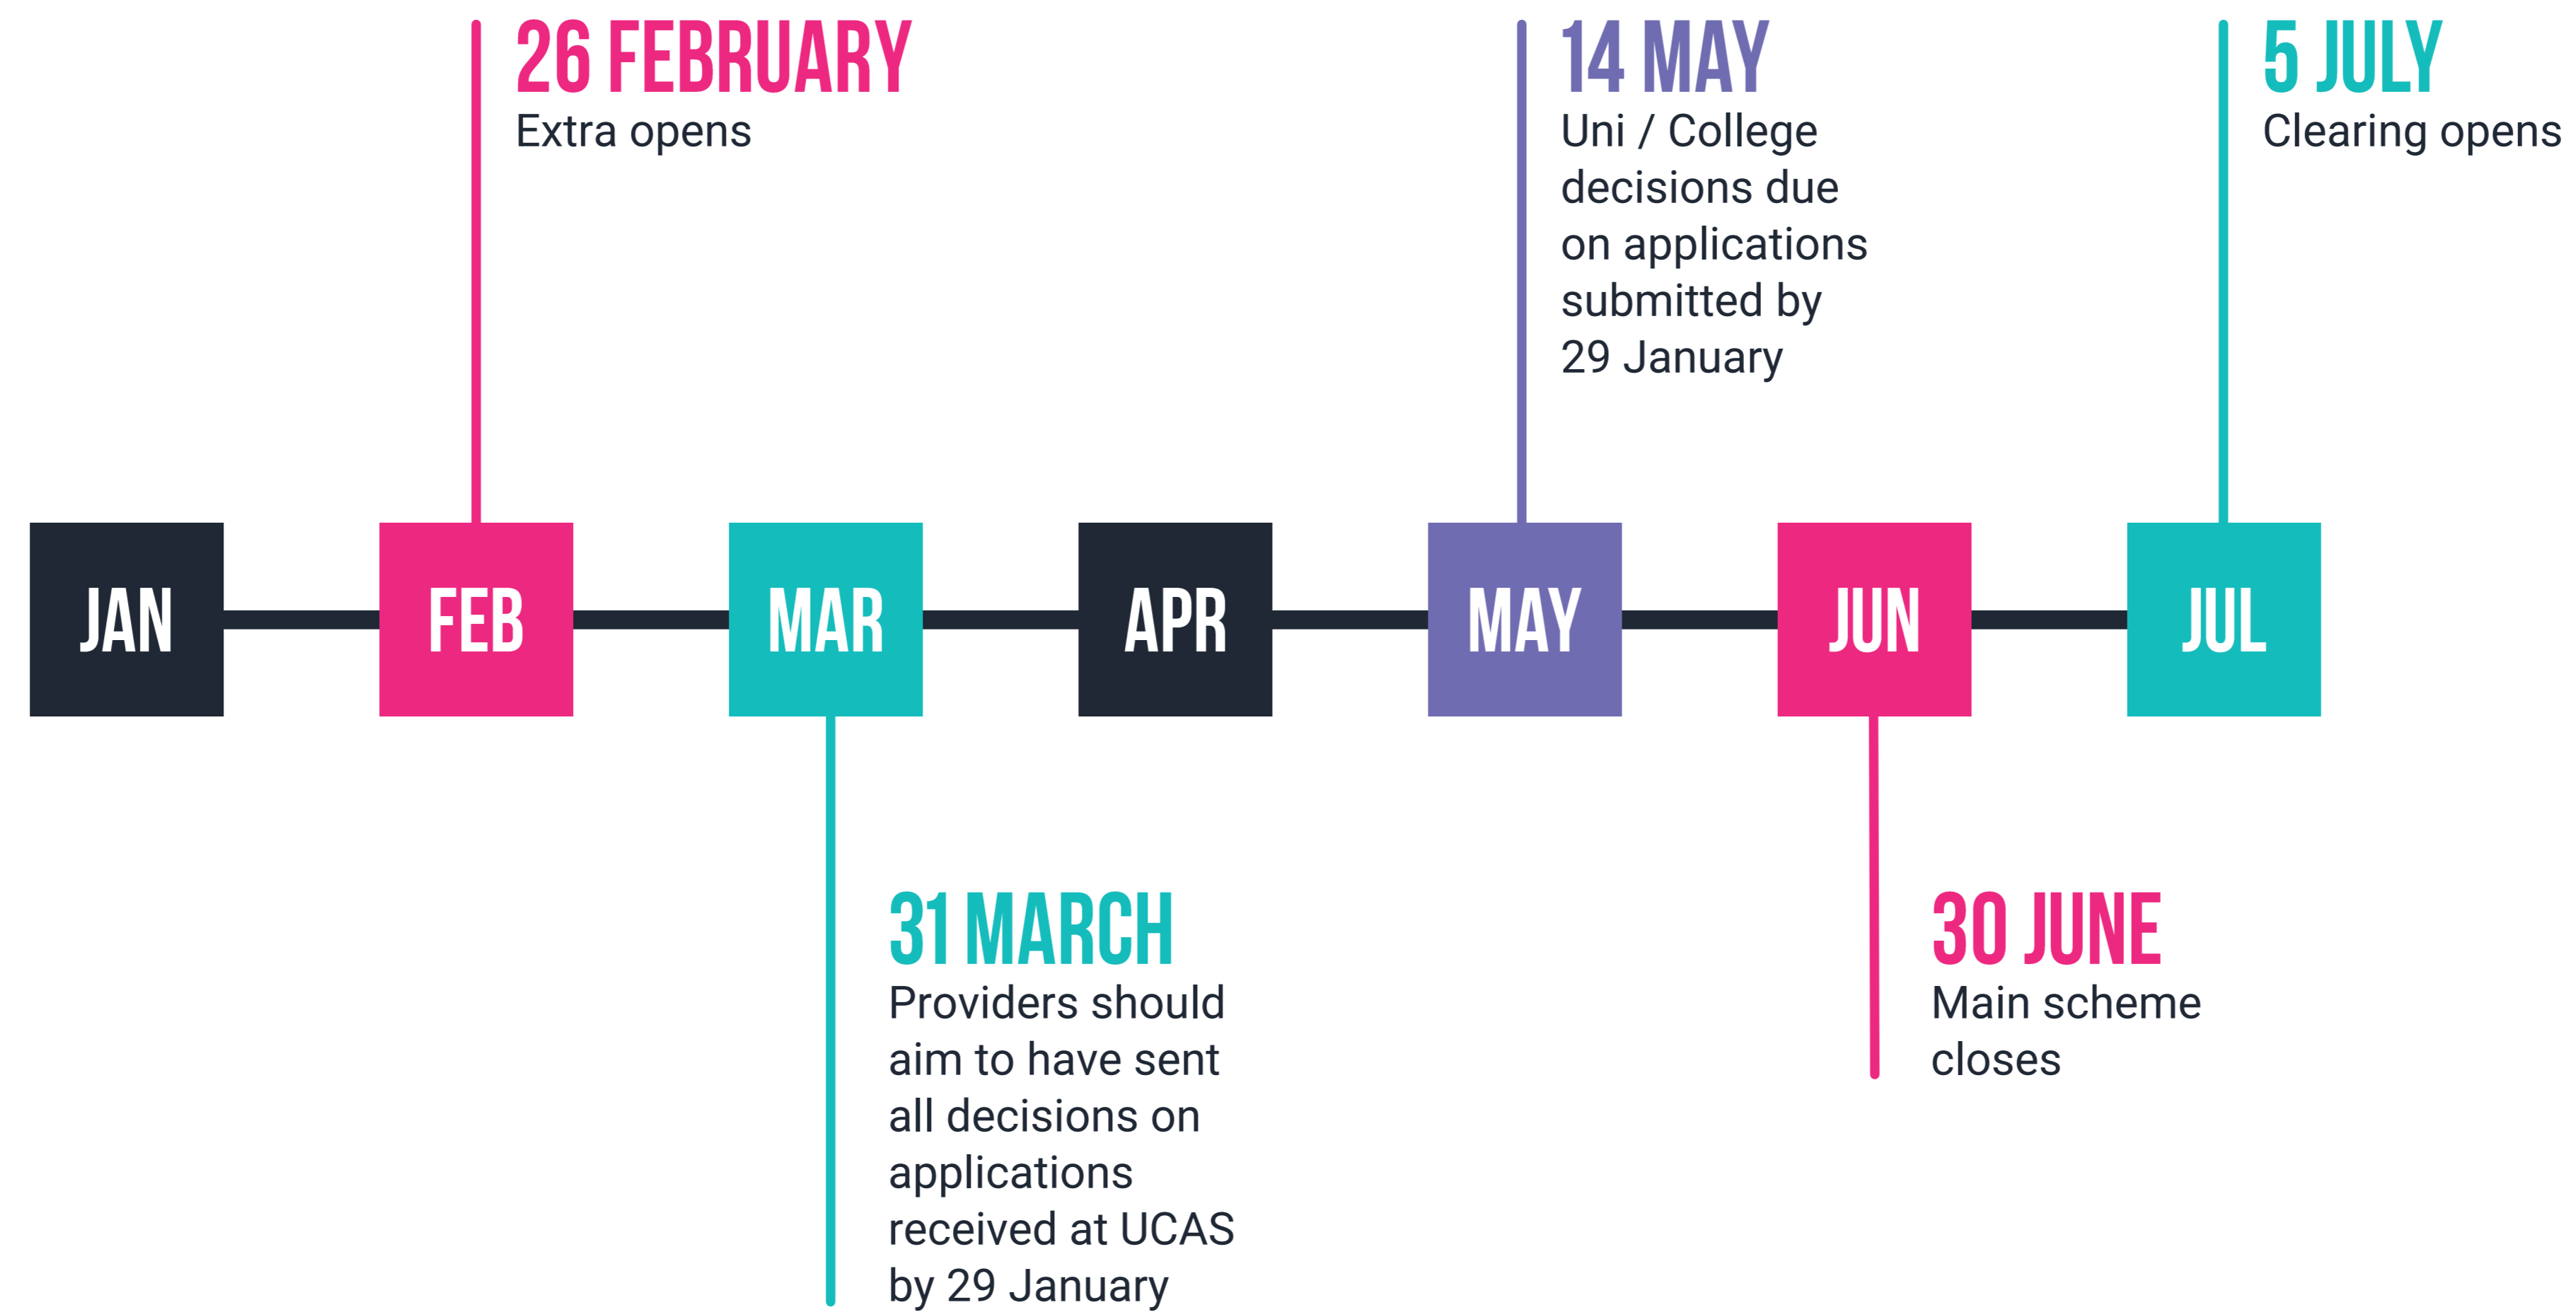 26 FEBRUARY
Extra opens
14 MAY
Uni / College
decisions due
on applications
submitted by
29 January
5 JULY
Clearing opens
JAN
FEB
MAR
APR
MAY
JUN
JUL
31 MARCH
Providers should
aim to have sent
all decisions on
applications
received at UCAS
by 29 January
30 JUNE
Main scheme
closes